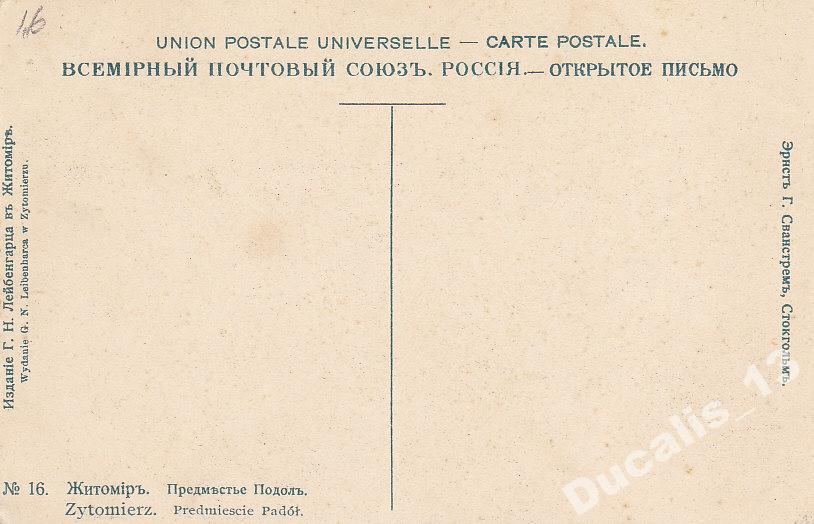 16
UNION POSTALE UNIVERSELLE — CARTE POSTALE.
ВСЕМІРНЫЙ ПОЧТОВЫЙ СОЮЗЪ. РОССІЯ.— ОТКРЫТОЕ ПИСЬМО
Изданіе Г. Н. Лейбенгарца въ Житомірѣ.
Wydanie G. N. Leibenharca w Zytomierzu.
Эрнстъ Г. Сванстремъ, Стокгольмъ.
№ 16. Житоміръ. Предмѣстье Подолъ.
Zytomierz. Predmiescie Padół.
Ducalis_13